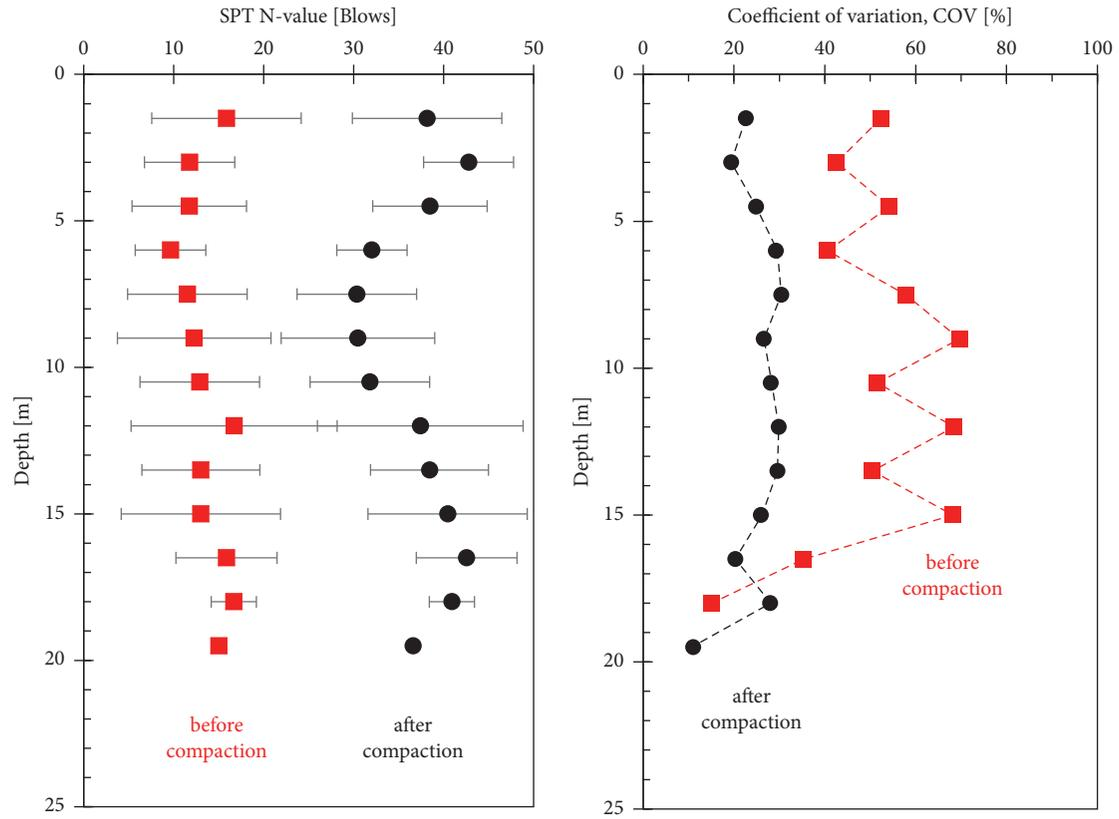 SPT N-value [Blows]
0 10 20 30 40 50
0
5
10
15
20
25
Depth [m]
before
compaction
after
compaction
Coefficient of variation, COV [%]
0 20 40 60 80 100
0
5
10
15
20
25
Depth [m]
before
compaction
after
compaction